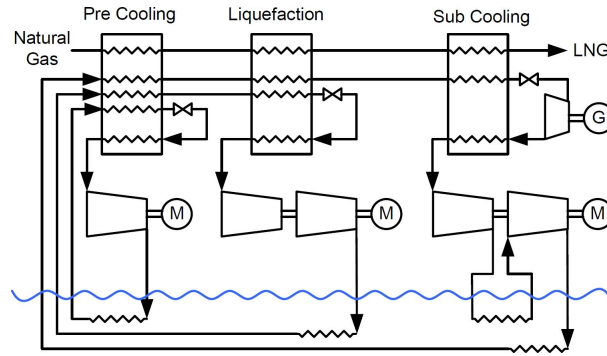 Pre Cooling
Liquefaction
Sub Cooling
Natural
Gas
LNG
G
M
M
M